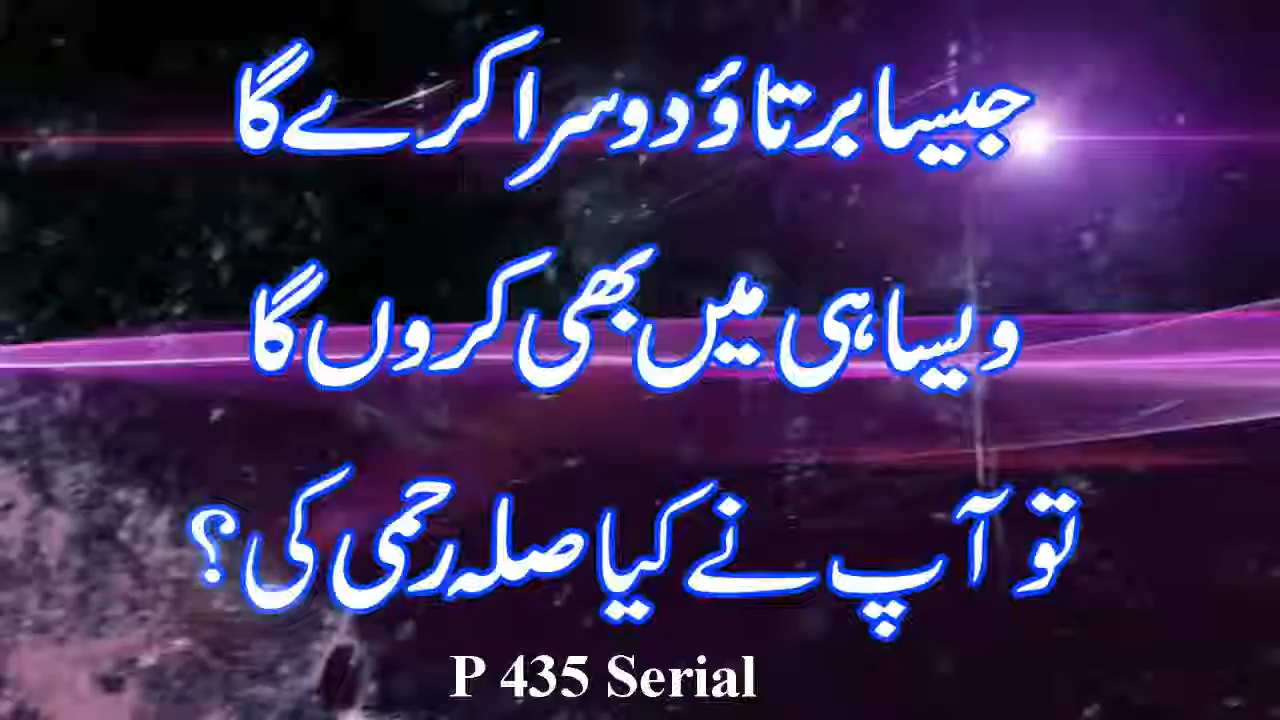 جیسا برتاؤ دوسرا کرے گا
ویسا ہی میں بھی کروں گا
تو آپ نے کیا صلہ رحمی کی؟
P 435 Serial